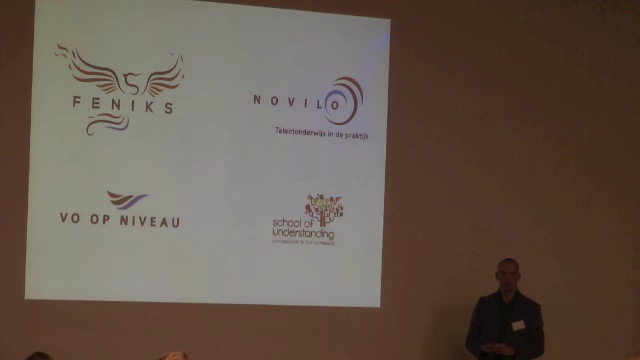 FENIKS
NOVILO
Talentonderwijs in de praktijk
VO OP NIVEAU
school of
understanding